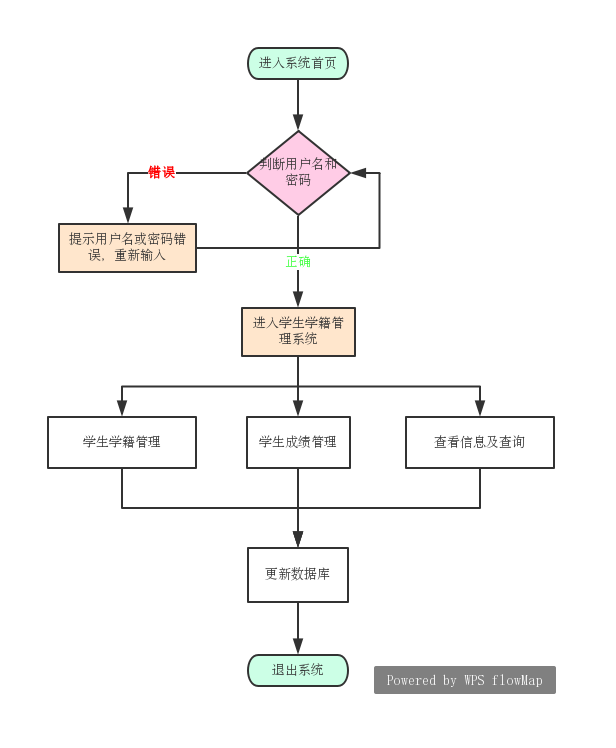 进入系统首页
判断用户名和
密码
错误
提示用户名或密码错
误，重新输入
正确
进入学生学籍管
理系统
学生学籍管理
学生成绩管理
查看信息及查询
更新数据库
退出系统
Powered by WPS flowMap